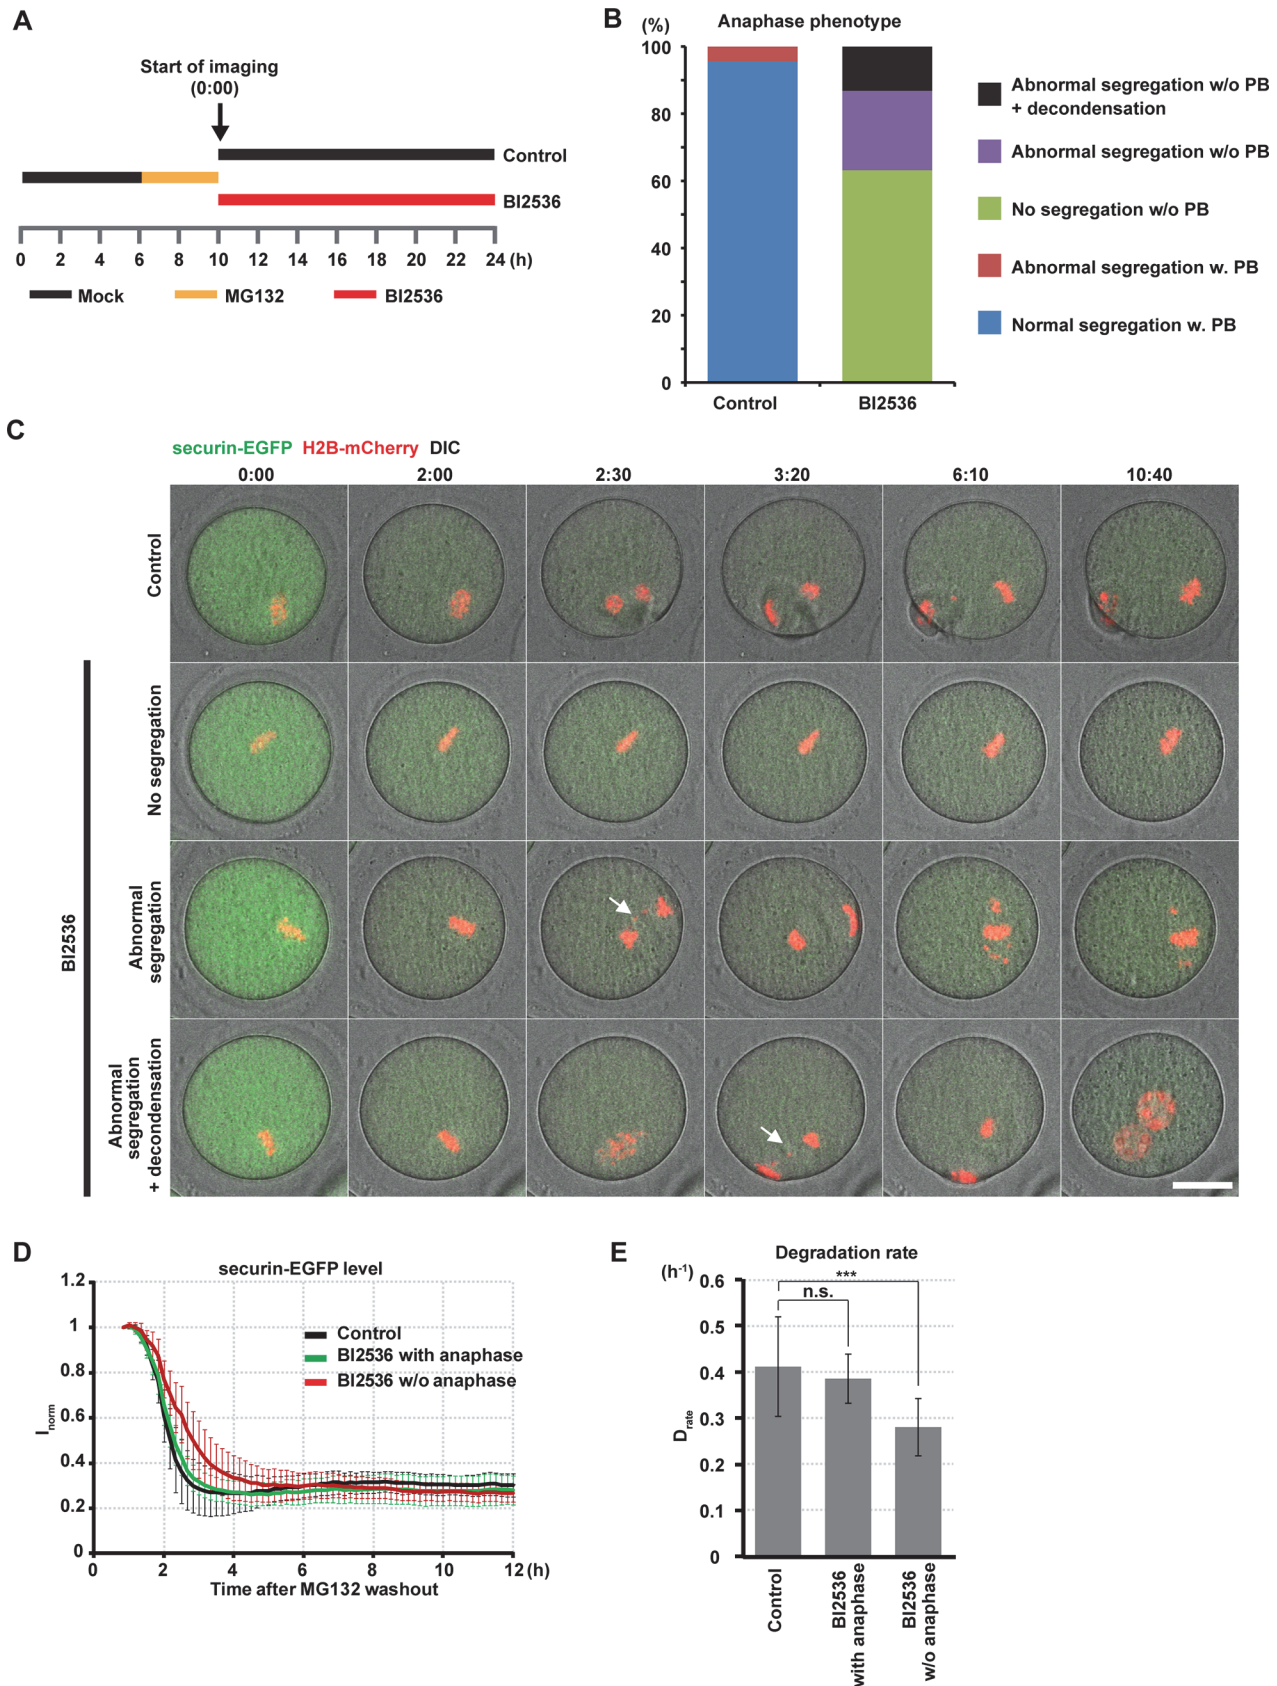 A
Start of imaging
(0:00)
Control
BI2536
0 2 4 6 8 10 12 14 16 18 20 22 24 (h)
Mock MG132 BI2536
B
(%) Anaphase phenotype
100
80
60
40
20
0
Control BI2536
Abnormal segregation w/o PB
+ decondensation
Abnormal segregation w/o PB
No segregation w/o PB
Abnormal segregation w. PB
Normal segregation w. PB
C
securin-EGFP H2B-mCherry DIC
0:00 2:00 2:30 3:20 6:10 10:40
Control
BI2536
No segregation
Abnormal
segregation
Abnormal
segregation
+ decondensation
D
securin-EGFP level
1.2
1
0.8
0.6
0.4
0.2
0
Inorm
Control
BI2536 with anaphase
BI2536 w/o anaphase
0 2 4 6 8 10 12 (h)
Time after MG132 washout
E
Degradation rate
(h-1)
0.6
0.5
0.4
0.3
0.2
0.1
0
Drate
***
n.s.
Control
BI2536
with anaphase
BI2536
w/o anaphase